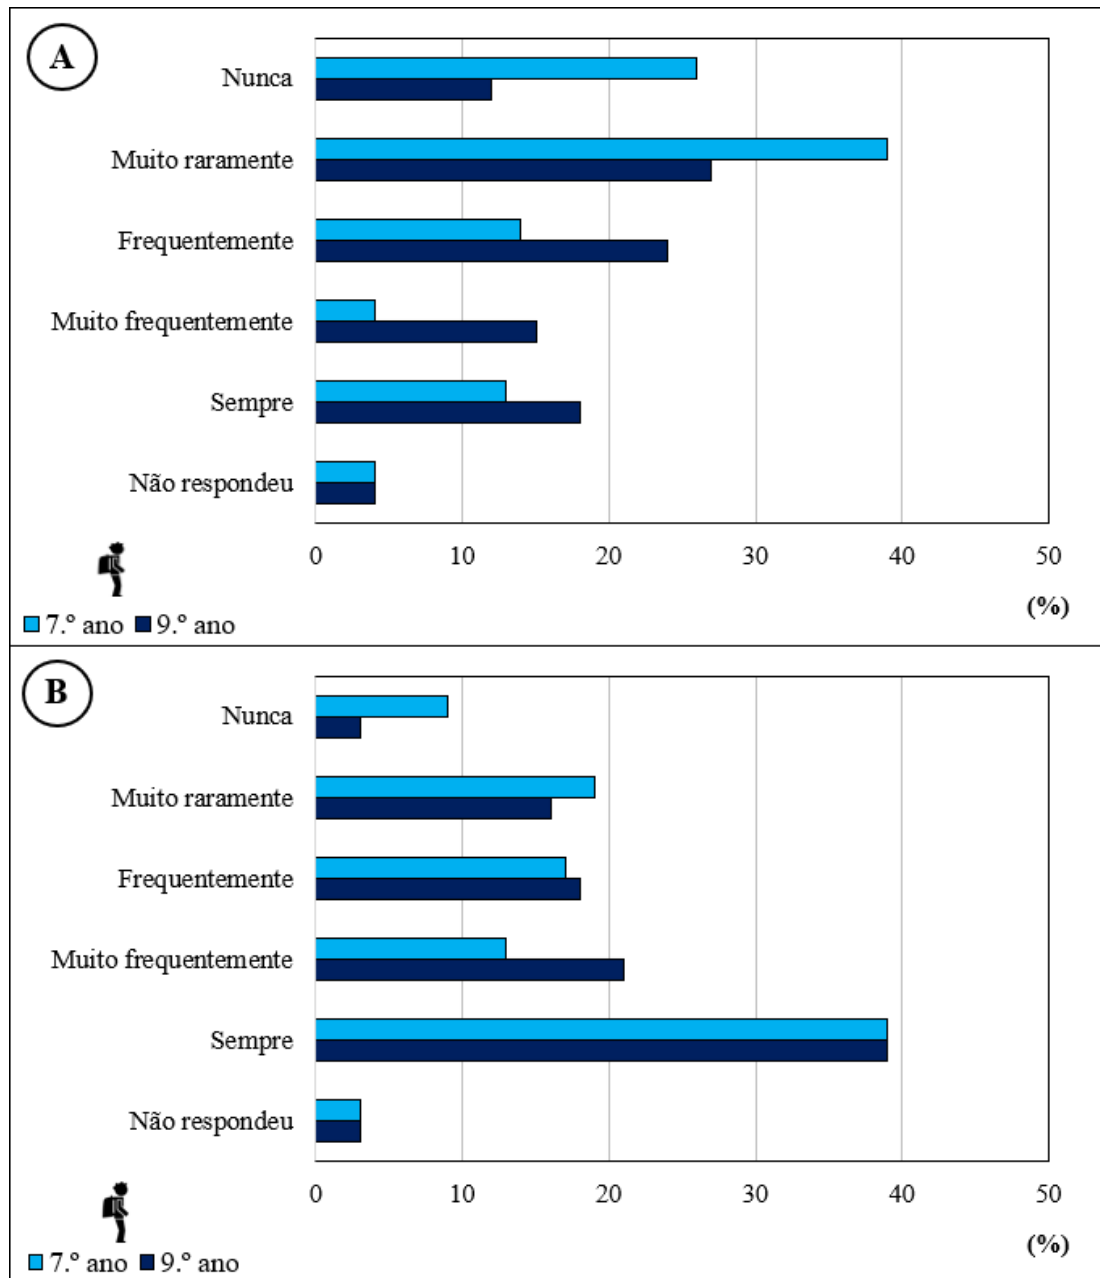 A
Nunca
Muito raramente
Frequentemente
Muito frequentemente
Sempre
Não respondeu
0 10 20 30 40 50
(%)
7.º ano 9.º ano
B
Nunca
Muito raramente
Frequentemente
Muito frequentemente
Sempre
Não respondeu
0 10 20 30 40 50
(%)
7.º ano 9.º ano